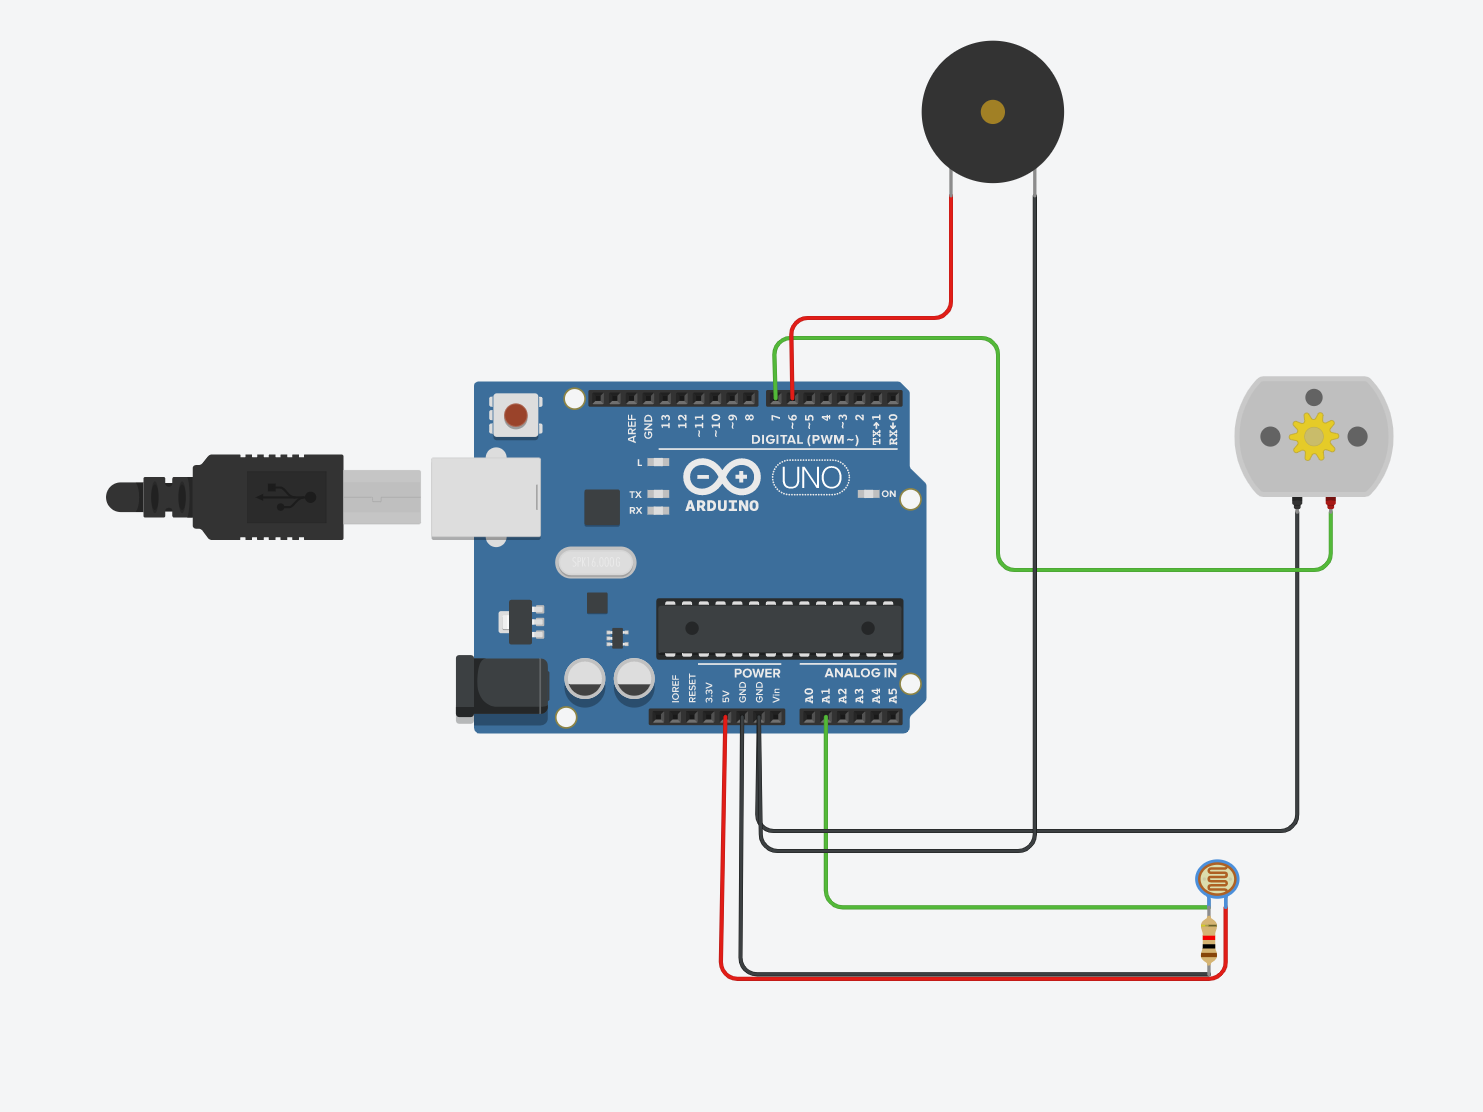 AREF
GND
13
12
~11
~10
~9
8
7
~6
~5
4
~3
2
TX→1
RX←0
DIGITAL (PWM~)
L
TX
RX
ARDUINO
UNO
ON
POWER
ANALOG IN
IOREF
RESET
3.3V
5V
GND
GND
Vin
A0
A1
A2
A3
A4
A5